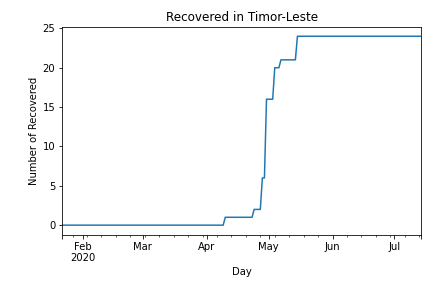 Recovered in Timor-Leste
25
20
15
10
5
0
Number of Recovered
Feb
2020
Mar
Apr
May
Jun
Jul
Day